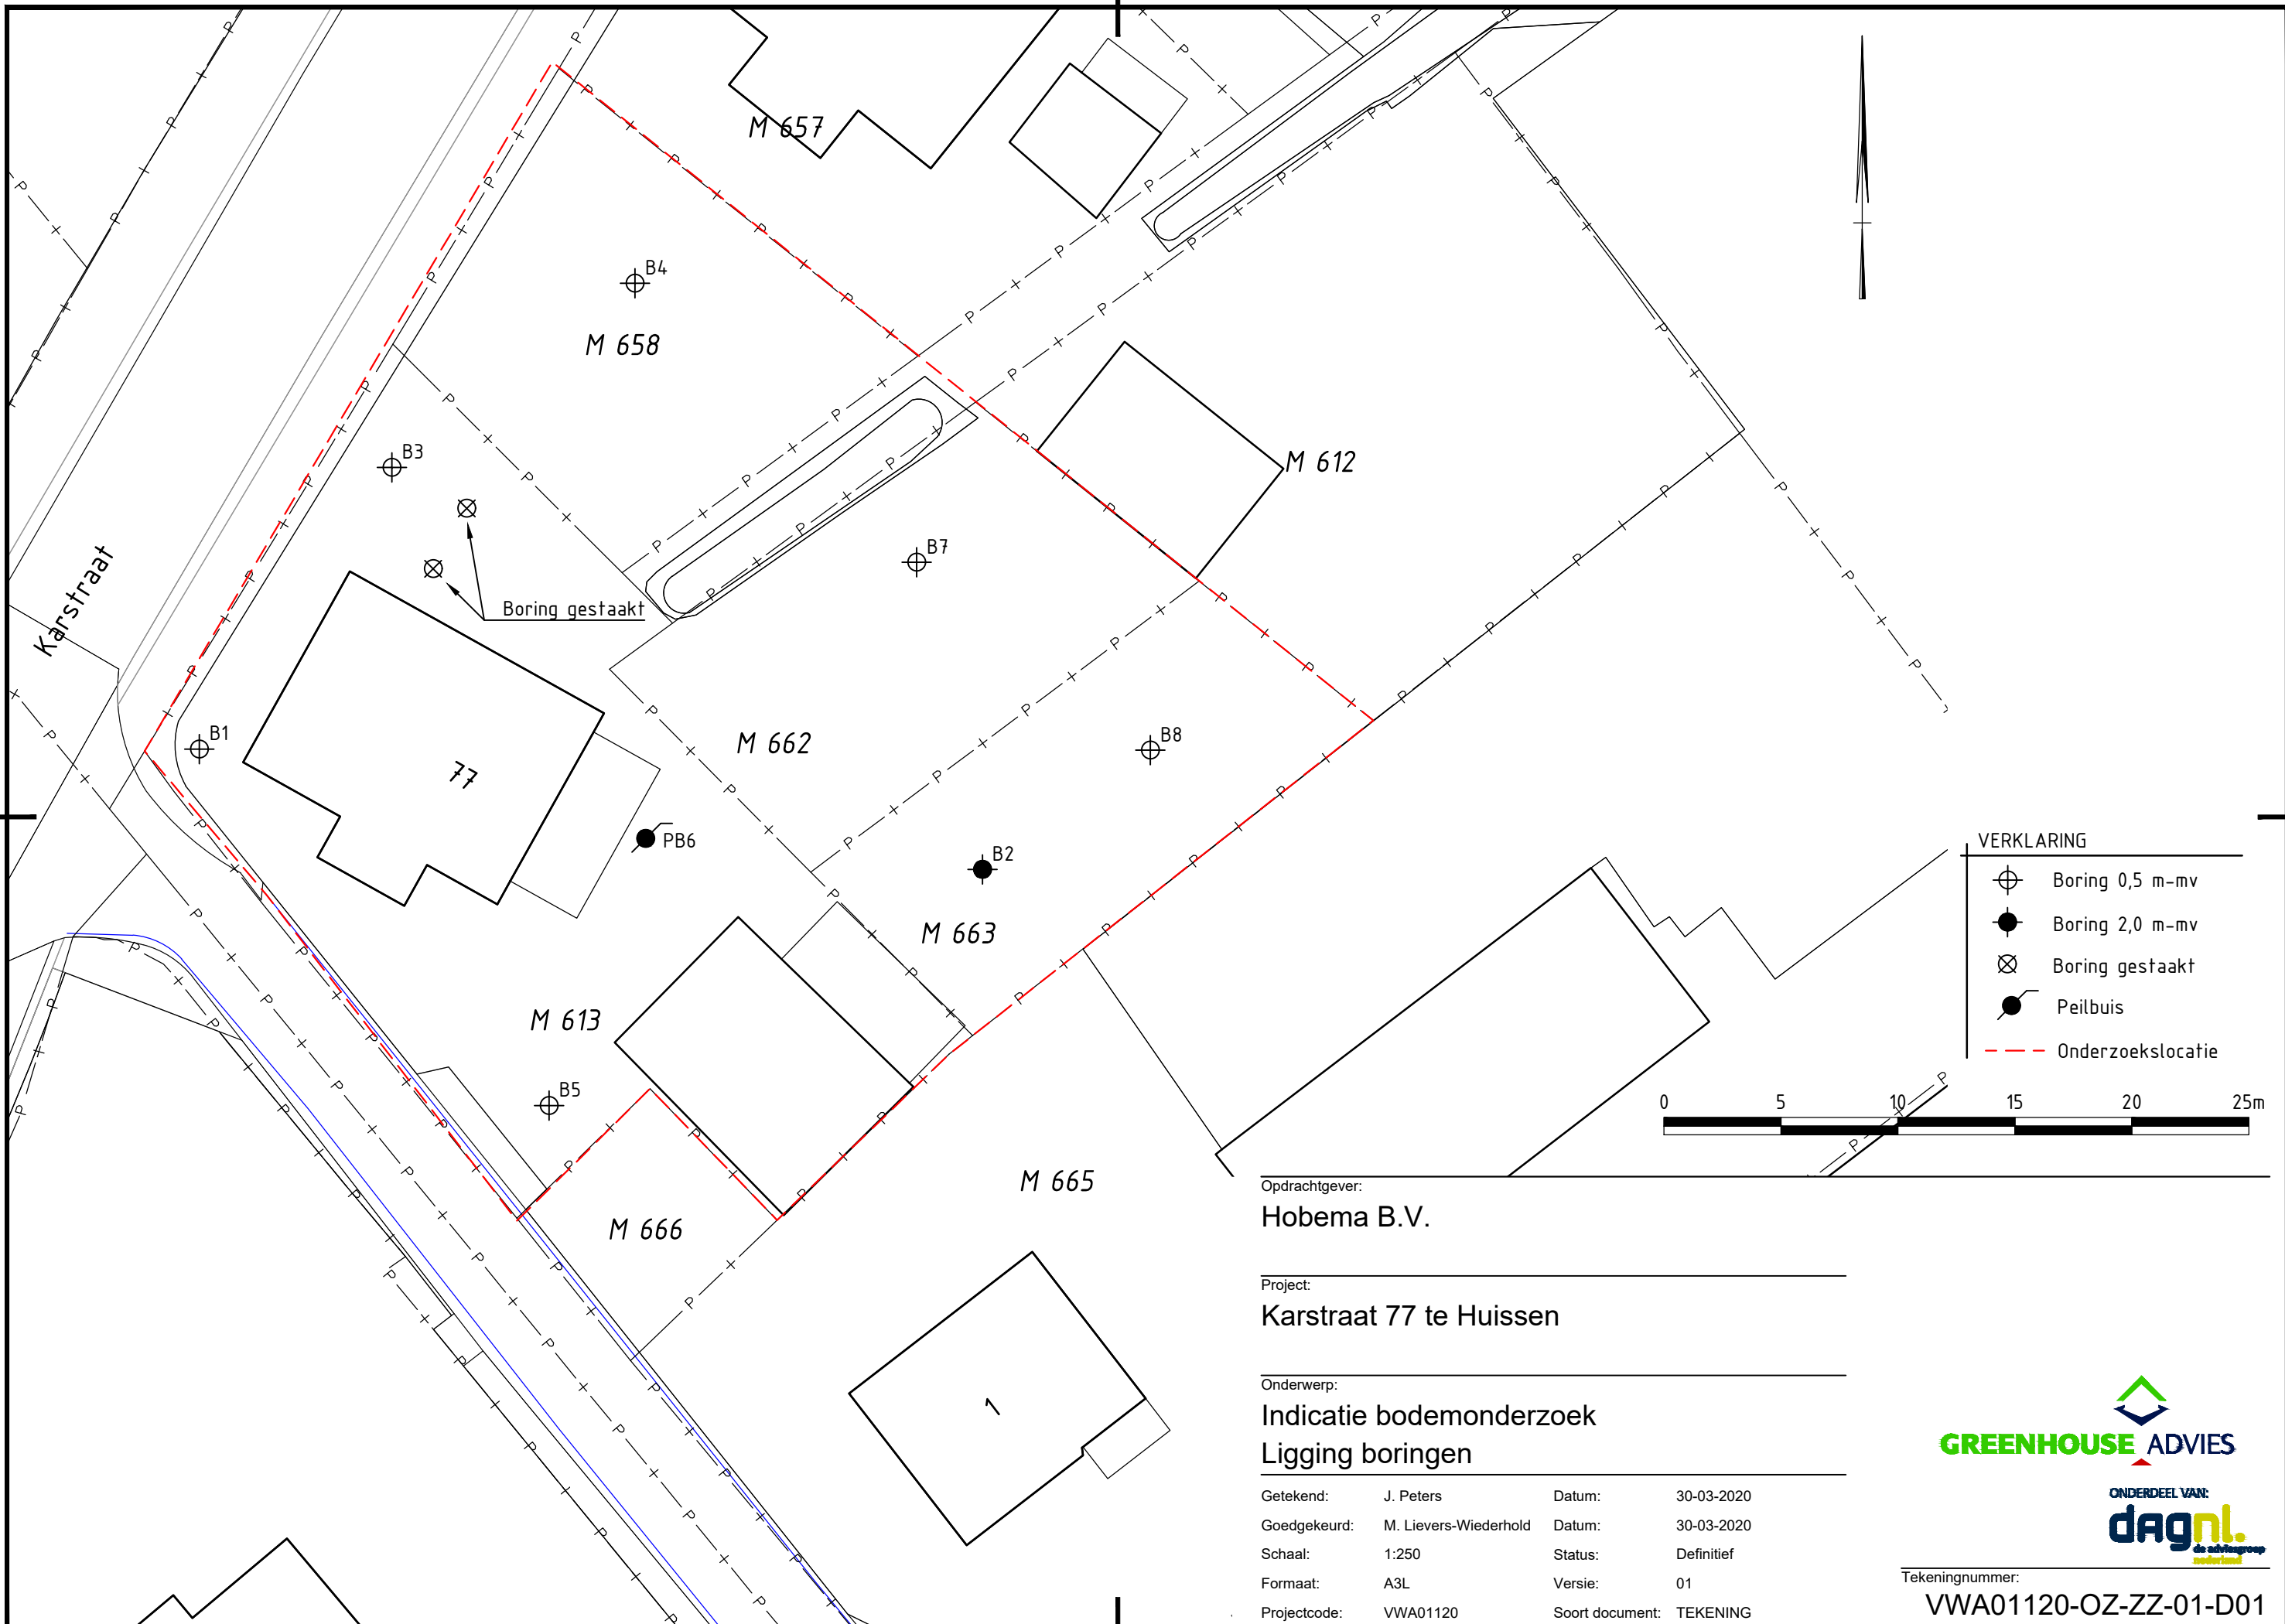 M 657
B4
M 658
B3
M 612
B7
Boring gestaakt
Karstraat
B1
77
M 662
B8
PB6
B2
M 663
M 613
B5
M 665
M 666
1
VERKLARING
Boring 0,5 m-mv
Boring 2,0 m-mv
Boring gestaakt
Peilbuis
Onderzoekslocatie
0 5 10 15 20 25m
Opdrachtgever:
Hobema B.V.
Project:
Karstraat 77 te Huissen
Onderwerp:
Indicatie bodemonderzoek
Ligging boringen
Getekend: J. Peters Datum: 30-03-2020
Goedgekeurd: M. Lievers-Wiederhold Datum: 30-03-2020
Schaal: 1:250 Status: Definitief
Formaat: A3L Versie: 01
Projectcode: VWA01120 Soort document: TEKENING
GREENHOUSE ADVIES
ONDERDEEL VAN:
dagnl.
de adviesgroep
nederland
Tekeningnummer:
VWA01120-OZ-ZZ-01-D01